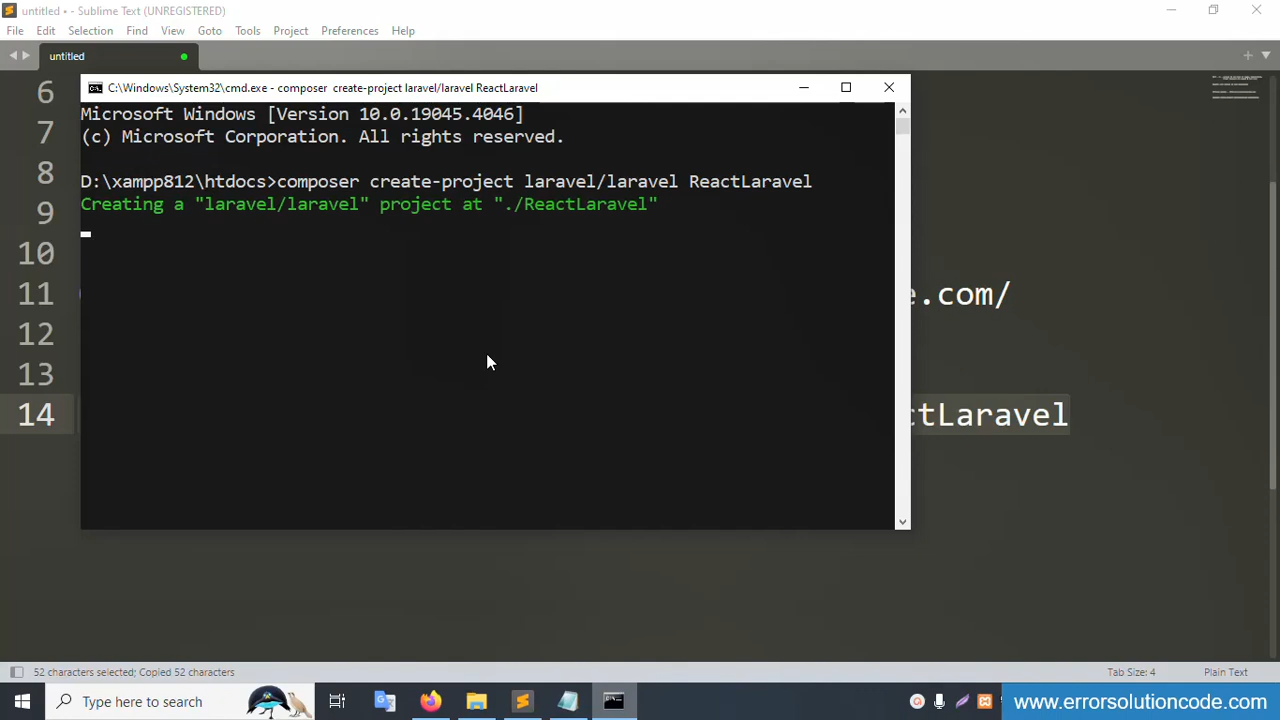 untitled • - Sublime Text (UNREGISTERED)
File Edit Selection Find View Goto Tools Project Preferences Help
untitled
C:\Windows\System32\cmd.exe - composer create-project laravel/laravel ReactLaravel
Microsoft Windows [Version 10.0.19045.4046]
(c) Microsoft Corporation. All rights reserved.
D:\xampp812\htdocs>composer create-project laravel/laravel ReactLaravel
Creating a "laravel/laravel" project at "./ReactLaravel"
6
7
8
9
10
11 e.com/
12
13
14 ctLaravel
52 characters selected; Copied 52 characters
Tab Size: 4
Plain Text
Type here to search
www.errorsolutioncode.com